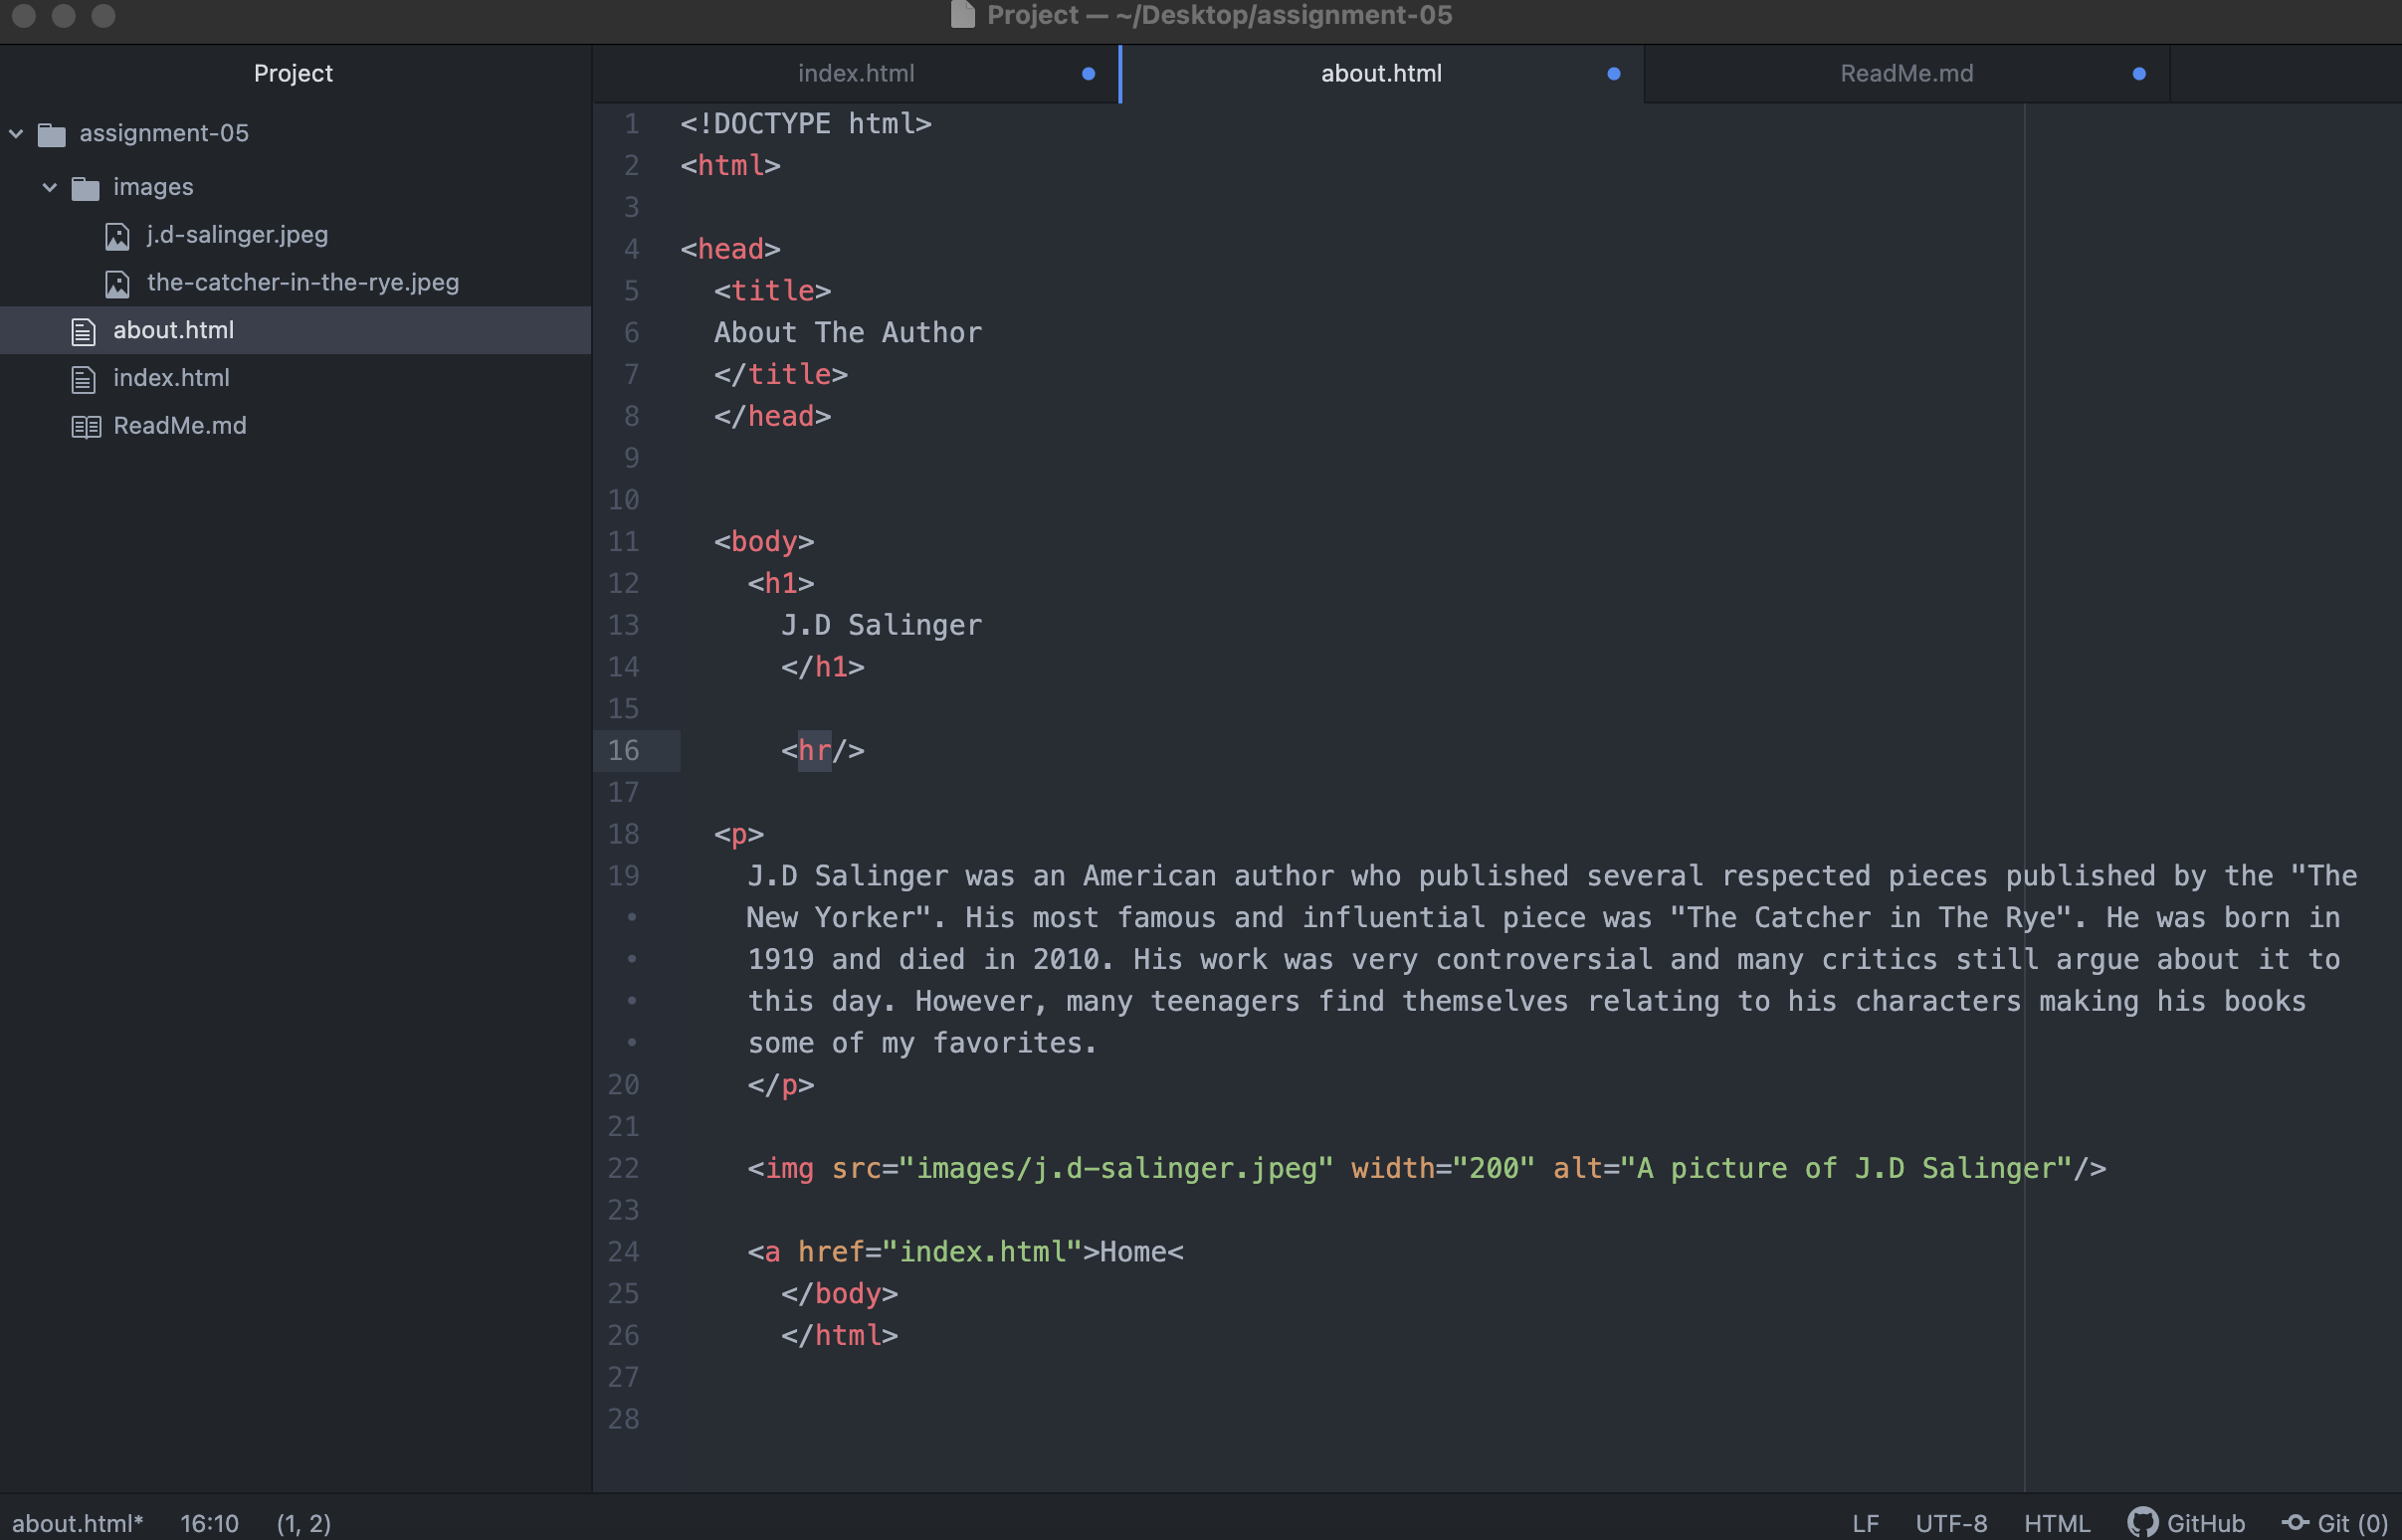 Project — ~/Desktop/assignment-05
Project
assignment-05
images
j.d-salinger.jpeg
the-catcher-in-the-rye.jpeg
about.html
index.html
ReadMe.md
index.html
about.html
ReadMe.md
1 <!DOCTYPE html>
2 <html>
3
4 <head>
5 <title>
6 About The Author
7 </title>
8 </head>
9
10
11 <body>
12 <h1>
13 J.D Salinger
14 </h1>
15
16 <hr/>
17
18 <p>
19 J.D Salinger was an American author who published several respected pieces published by the "The
• New Yorker". His most famous and influential piece was "The Catcher in The Rye". He was born in
• 1919 and died in 2010. His work was very controversial and many critics still argue about it to
• this day. However, many teenagers find themselves relating to his characters making his books
• some of my favorites.
20 </p>
21
22 <img src="images/j.d-salinger.jpeg" width="200" alt="A picture of J.D Salinger"/>
23
24 <a href="index.html">Home<
25 </body>
26 </html>
27
28
about.html* 16:10 (1, 2) LF UTF-8 HTML GitHub Git (0)